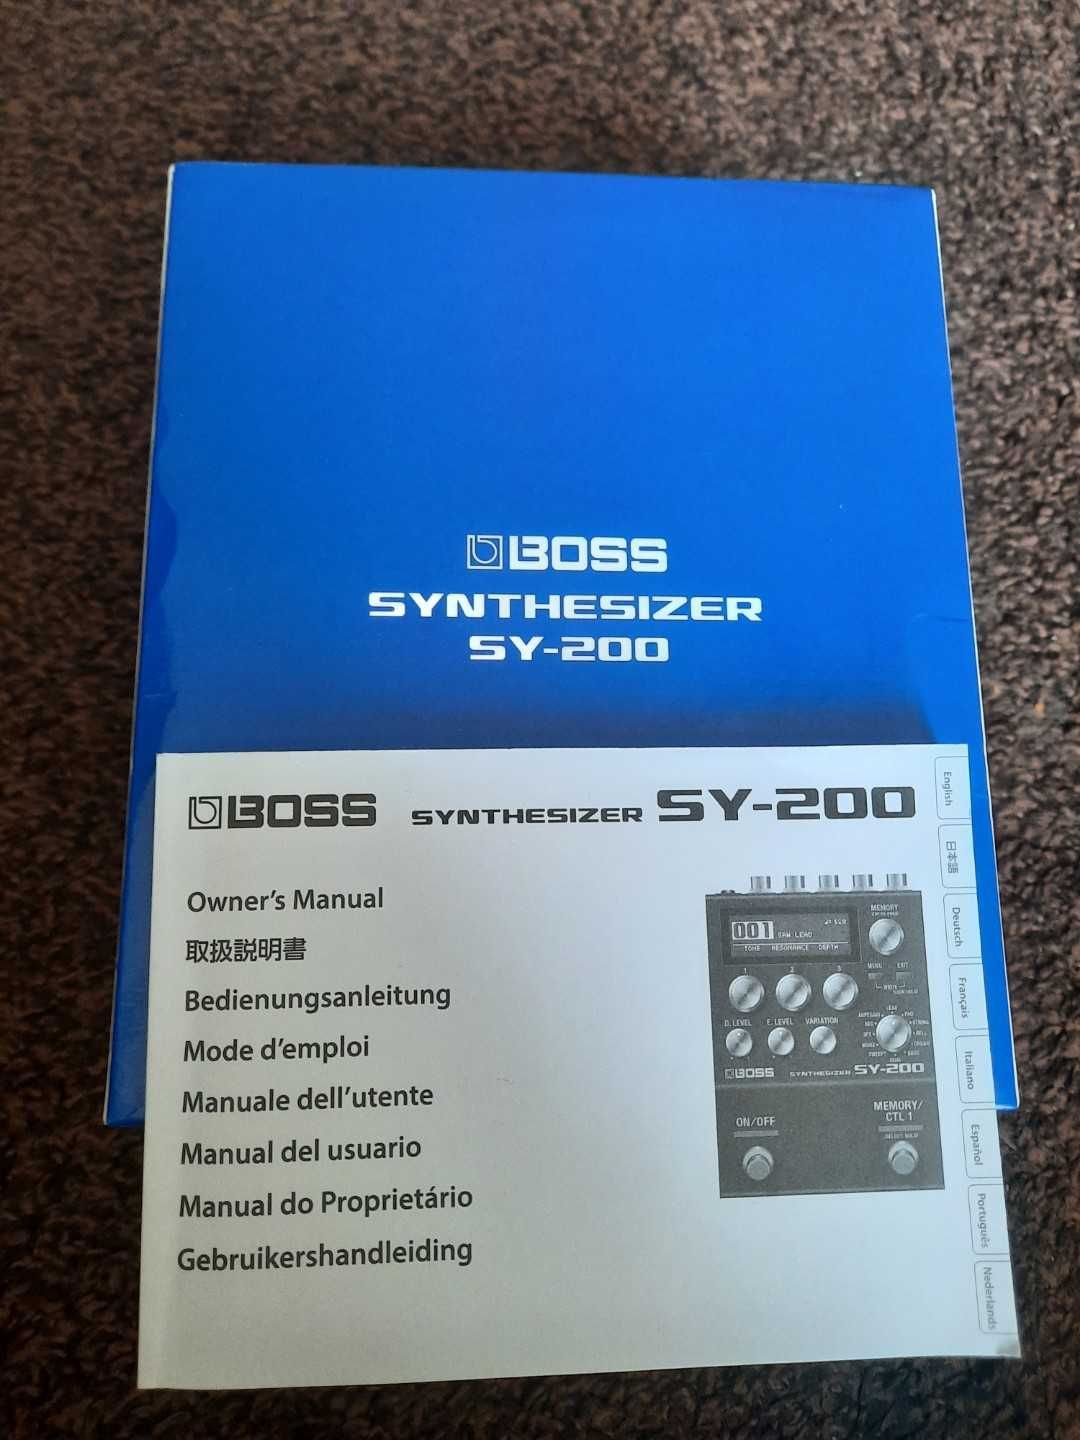 BOSS
SYNTHESIZER
SY-200
BOSS SYNTHESIZER SY-200
Owner's Manual
取扱説明書
Bedienungsanleitung
Mode d'emploi
Manuale dell'utente
Manual del usuario
Manual do Proprietário
Gebruikershandleiding
English
日本語
Deutsch
Français
Italiano
Español
Português
Nederlands
MEMORY
001 SAW LEAD
TONE RESONANCE DEPTH
MENU EXIT
1 2 3
D. LEVEL E. LEVEL VARIATION
BOSS SYNTHESIZER SY-200
ON/OFF
MEMORY/
CTL 1